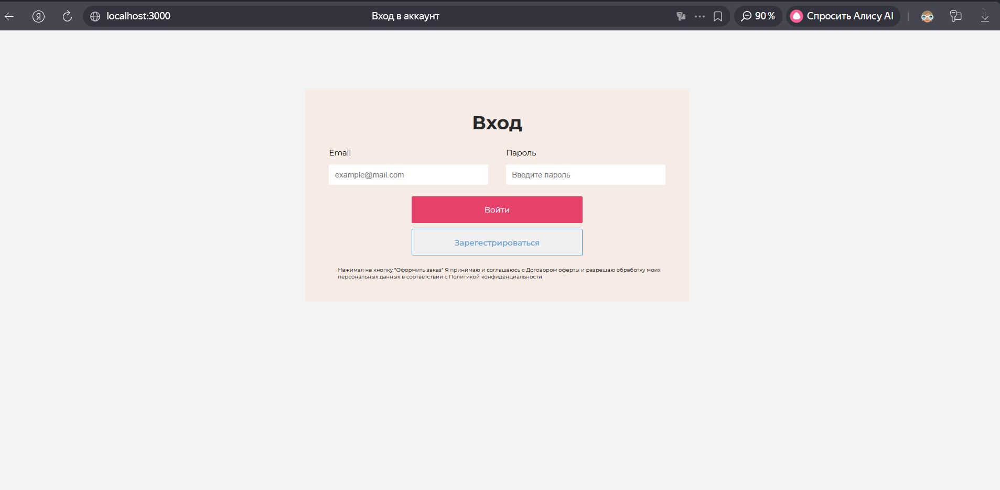 localhost:3000
Вход в аккаунт
90 %
Спросить Алису AI
Вход
Email
Пароль
example@mail.com
Введите пароль
Войти
Зарегестрироваться
Нажимая на кнопку "Оформить заказ" Я принимаю и соглашаюсь с Договором оферты и разрешаю обработку моих
персональных данных в соответствии с Политикой конфиденциальности